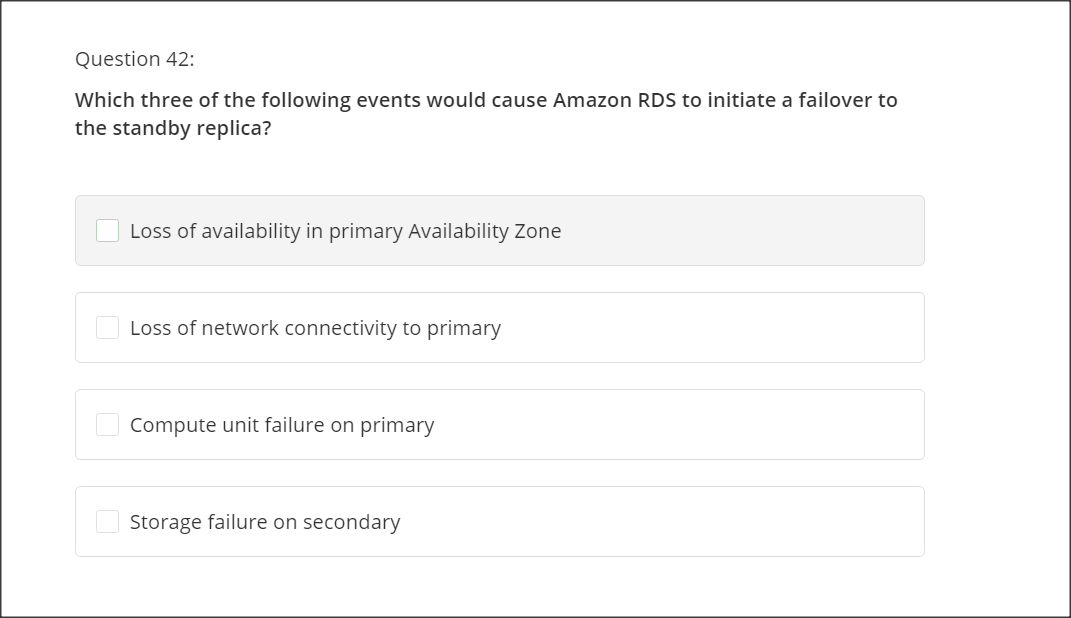 Question 42:
Which three of the following events would cause Amazon RDS to initiate a failover to
the standby replica?
Loss of availability in primary Availability Zone
Loss of network connectivity to primary
Compute unit failure on primary
Storage failure on secondary